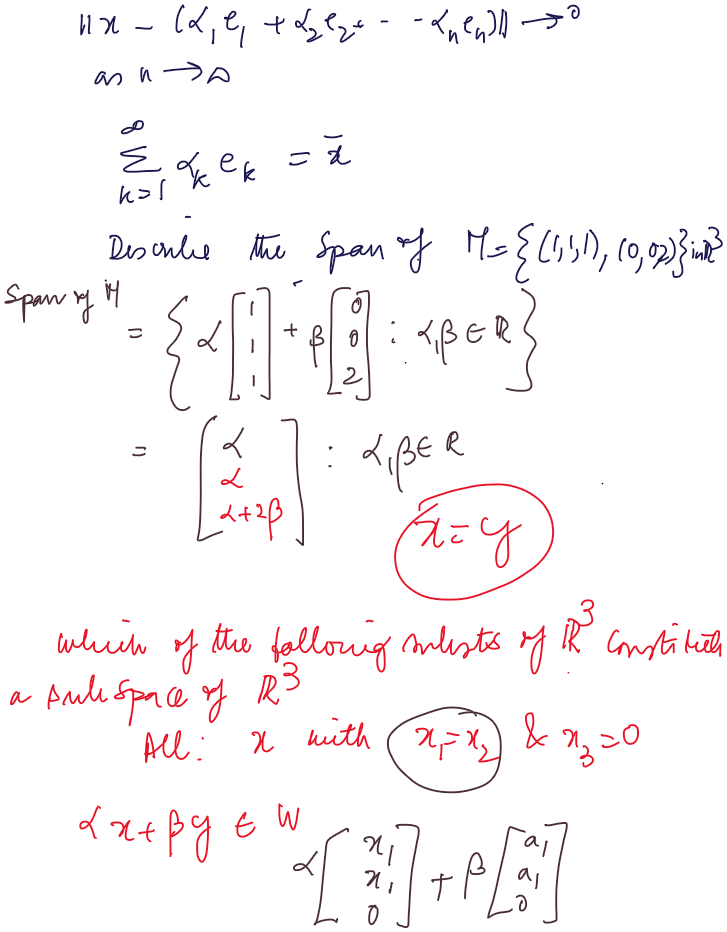 ‖x − (α₁e₁ + α₂e₂+ - - αₙeₙ)‖ → 0
as n → ∞
∞
∑ αₖ eₖ = x̄
k=1
Describe the Span of M = {(1,1,1), (0,0,2)} in ℝ³
Span of M
= { α [1 1 1] + β [0 0 2] : α, β ∈ ℝ }
= [α α α+2β] : α, β ∈ ℝ
x = y
which of the following subsets of ℝ³ Constitute
a subspace of ℝ³
All: x with x₁ = x₂ & x₃ = 0
αx + βy ∈ W
α [x₁ x₁ 0] + β [a₁ a₁ 0]